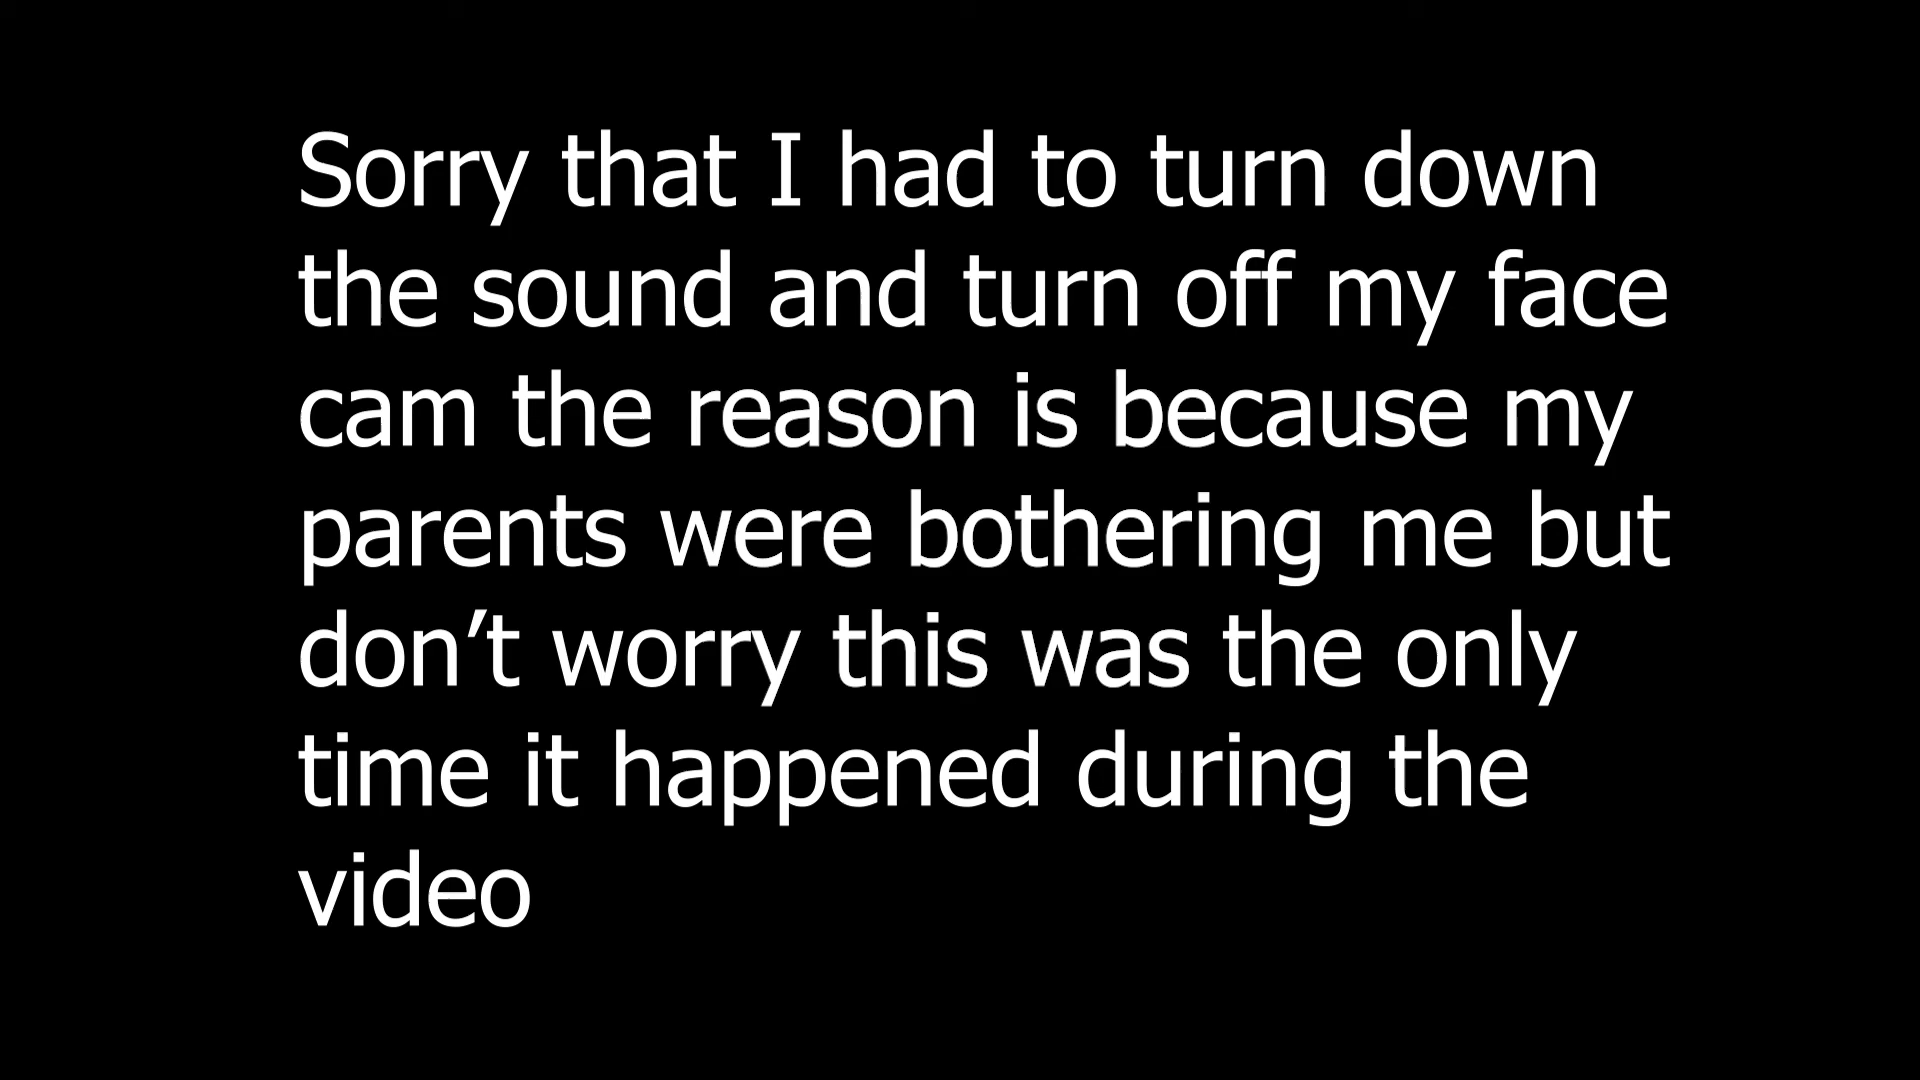 Sorry that I had to turn down
the sound and turn off my face
cam the reason is because my
parents were bothering me but
don’t worry this was the only
time it happened during the
video